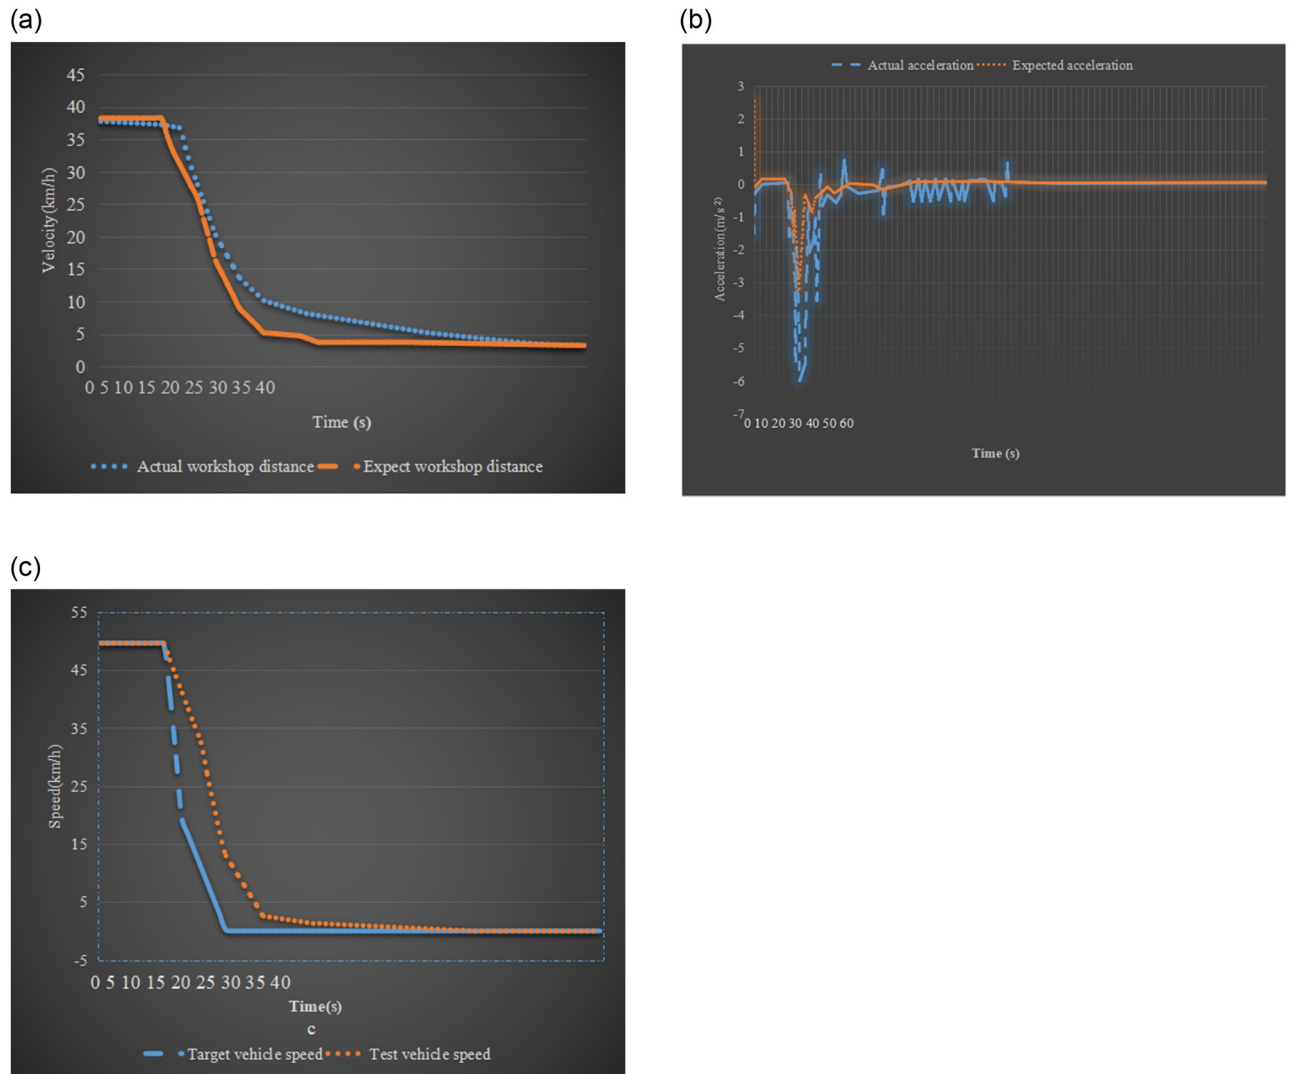 (a)
45
40
35
30
25
20
15
10
5
0
Velocity(km/h)
0 5 10 15 20 25 30 35 40
Time (s)
Actual workshop distance Expect workshop distance
(b)
Actual acceleration Expected acceleration
3
2
1
0
-1
-2
-3
-4
-5
-6
-7
Acceleration(m/s ²)
0 10 20 30 40 50 60
Time (s)
(c)
55
45
35
25
15
5
-5
Speed(km/h)
0 5 10 15 20 25 30 35 40
Time(s)
c
Target vehicle speed Test vehicle speed